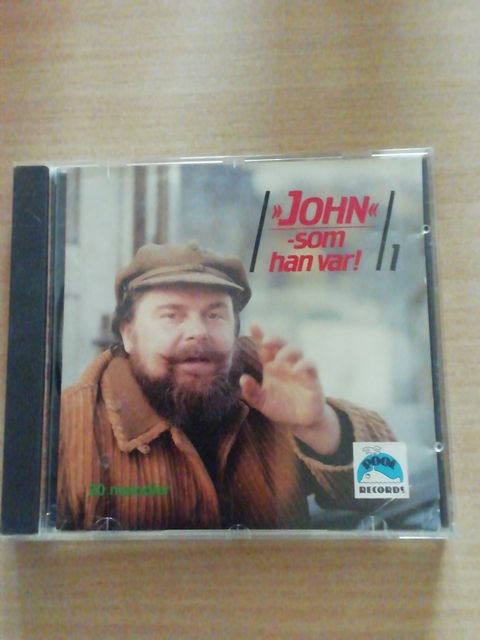 »JOHN«
-som
han var!
1
20 melodier
POOL
RECORDS